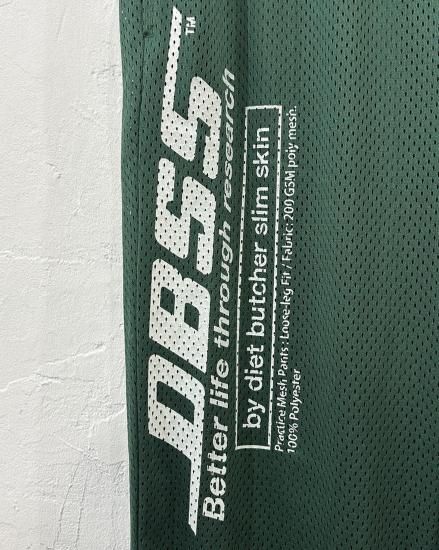 DBSS™
Better life through research
by diet butcher slim skin
Practice Mesh Pants : Loose-leg Fit / Fabric: 200 GSM poly mesh.
100% Polyester